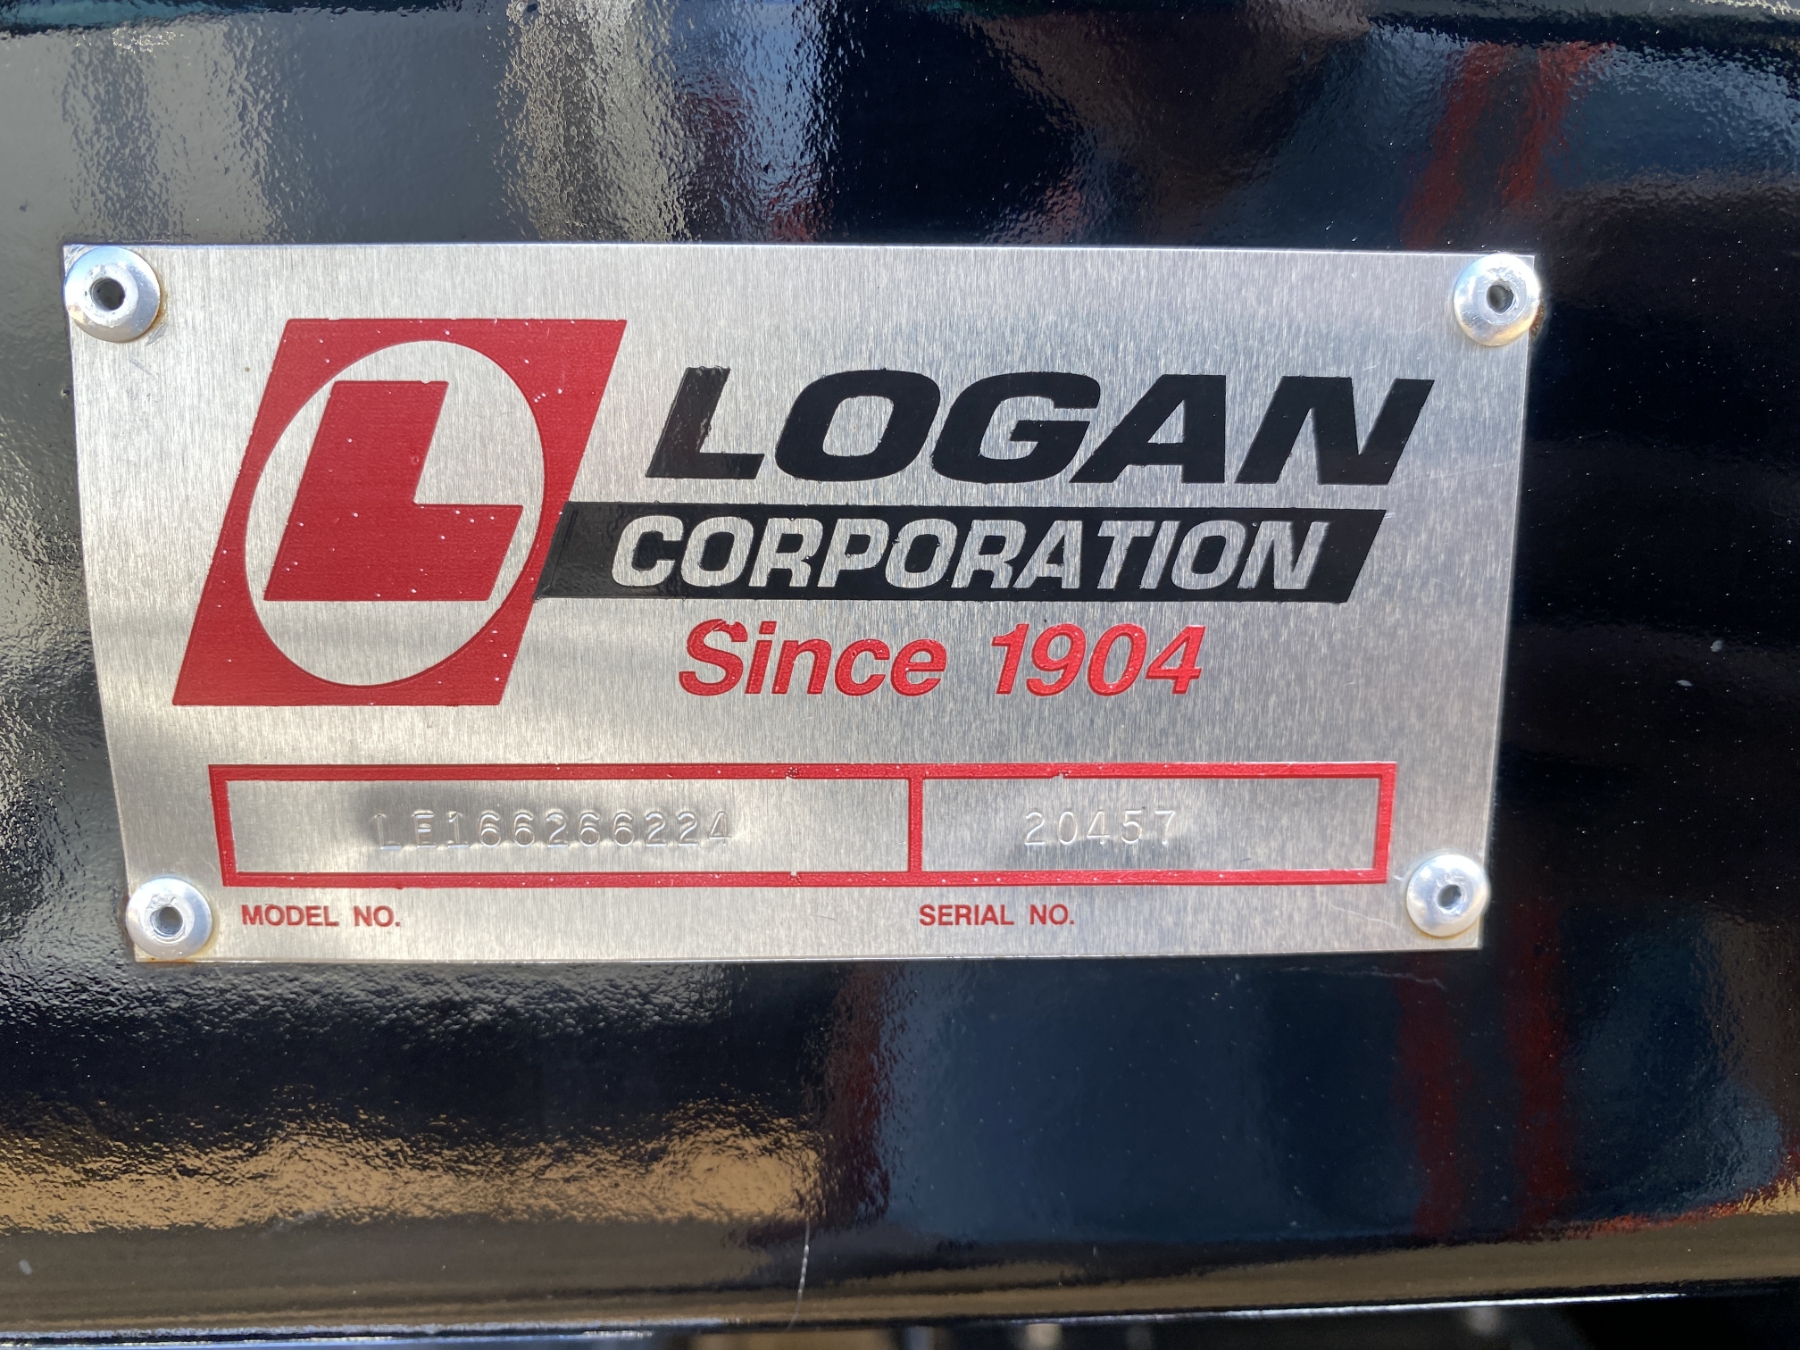 L
LOGAN
CORPORATION
Since 1904
LE166266224 20457
MODEL NO. SERIAL NO.